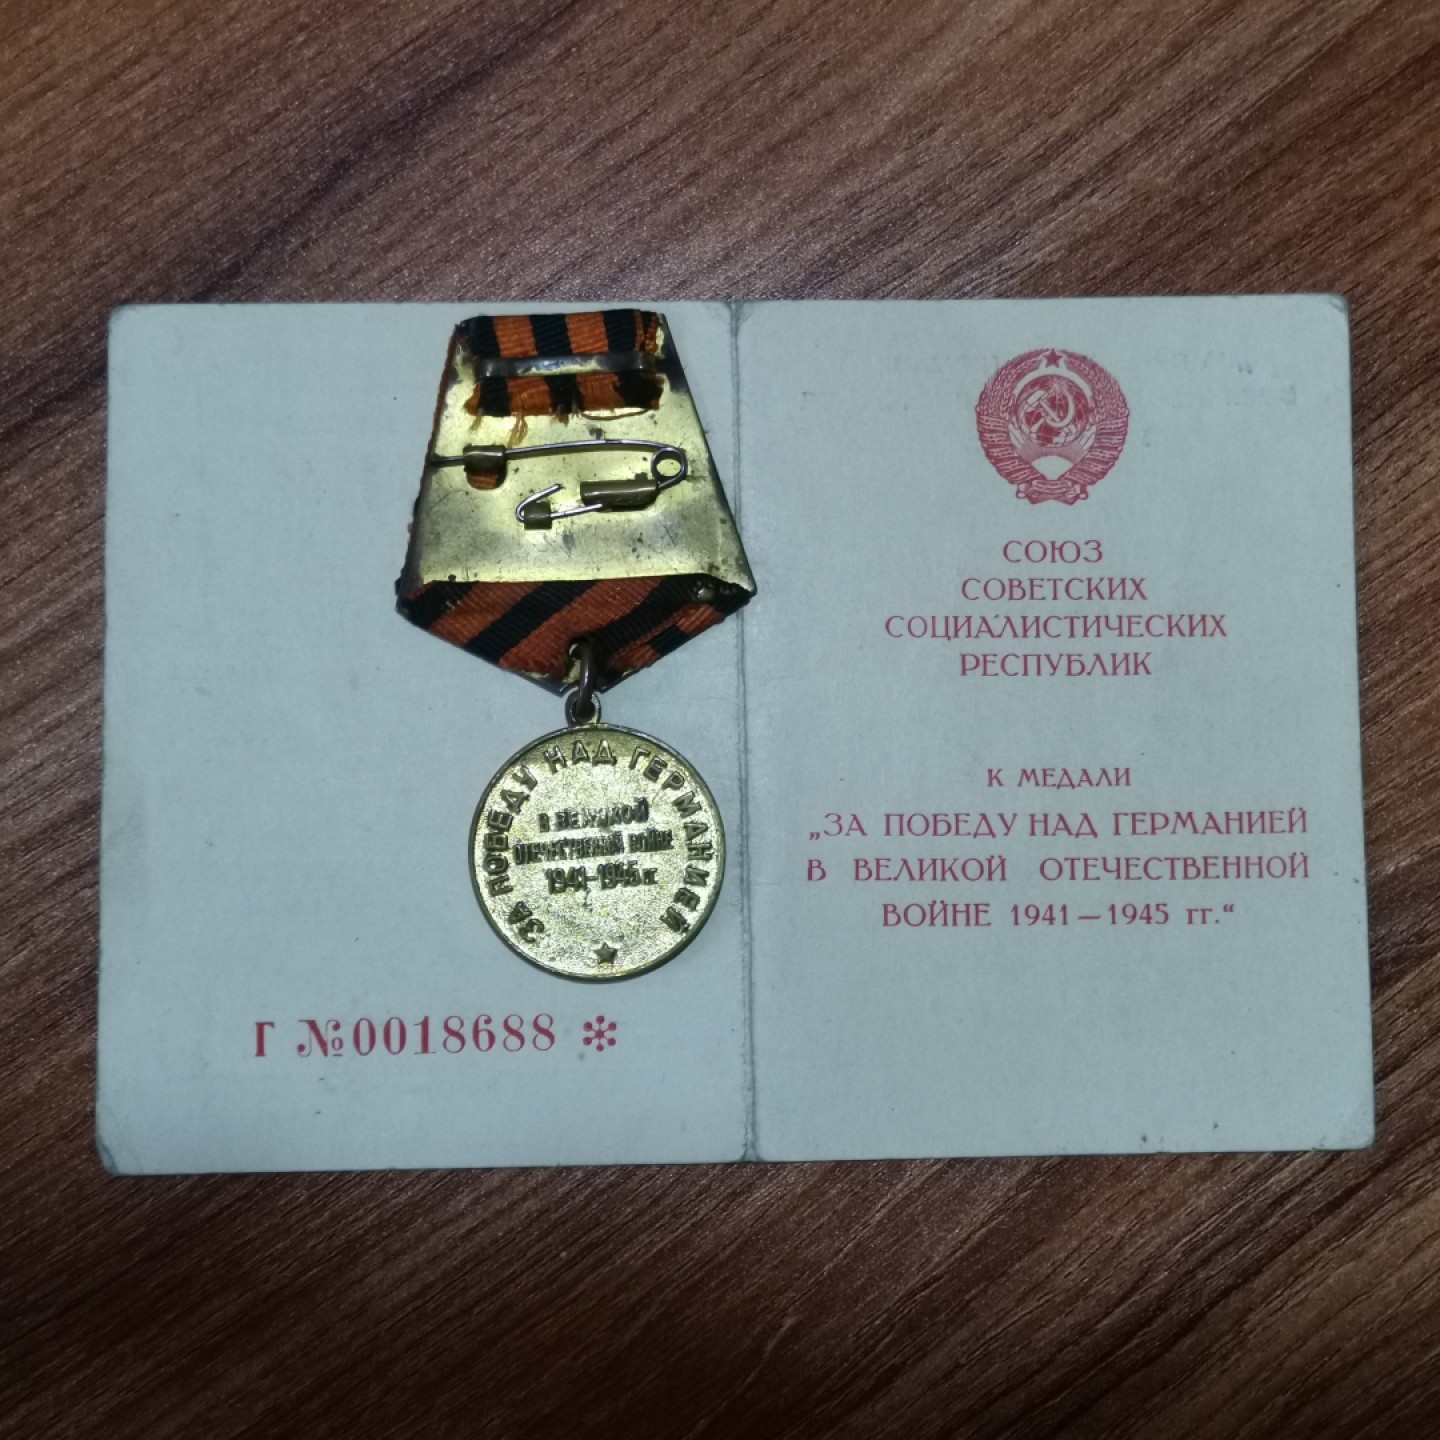 ЗА ПОБЕДУ НАД ГЕРМАНИЕЙ
В ВЕЛИКОЙ
ОТЕЧЕСТВЕННОЙ ВОЙНЕ
1941-1945 гг.
Г №0018688 *
СОЮЗ
СОВЕТСКИХ
СОЦИАЛИСТИЧЕСКИХ
РЕСПУБЛИК
К МЕДАЛИ
„ЗА ПОБЕДУ НАД ГЕРМАНИЕЙ
В ВЕЛИКОЙ ОТЕЧЕСТВЕННОЙ
ВОЙНЕ 1941—1945 гг.“